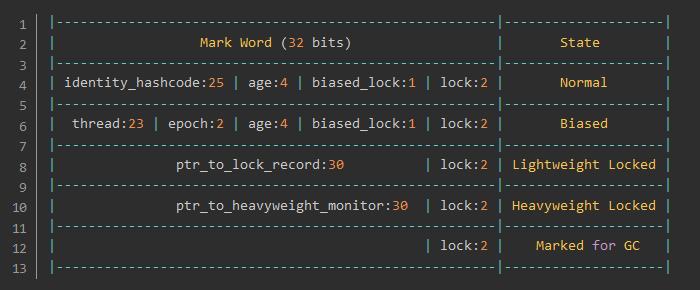 1 |-------------------------------------------------------|--------------------|
2 |                  Mark Word (32 bits)                  |       State        |
3 |-------------------------------------------------------|--------------------|
4 | identity_hashcode:25 | age:4 | biased_lock:1 | lock:2 |       Normal       |
5 |-------------------------------------------------------|--------------------|
6 |  thread:23 | epoch:2 | age:4 | biased_lock:1 | lock:2 |       Biased       |
7 |-------------------------------------------------------|--------------------|
8 |               ptr_to_lock_record:30          | lock:2 | Lightweight Locked |
9 |-------------------------------------------------------|--------------------|
10 |               ptr_to_heavyweight_monitor:30  | lock:2 | Heavyweight Locked |
11 |-------------------------------------------------------|--------------------|
12 |                                              | lock:2 |    Marked for GC   |
13 |-------------------------------------------------------|--------------------|